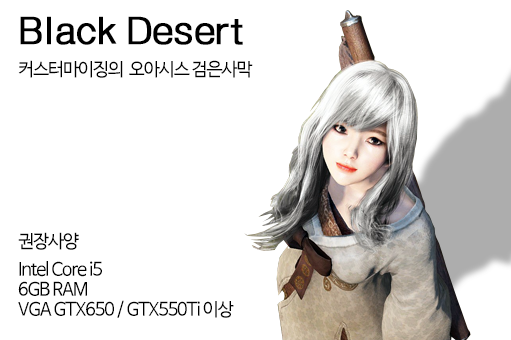 Black Desert
커스터마이징의 오아시스 검은사막
권장사양
Intel Core i5
6GB RAM
VGA GTX650 / GTX550Ti 이상